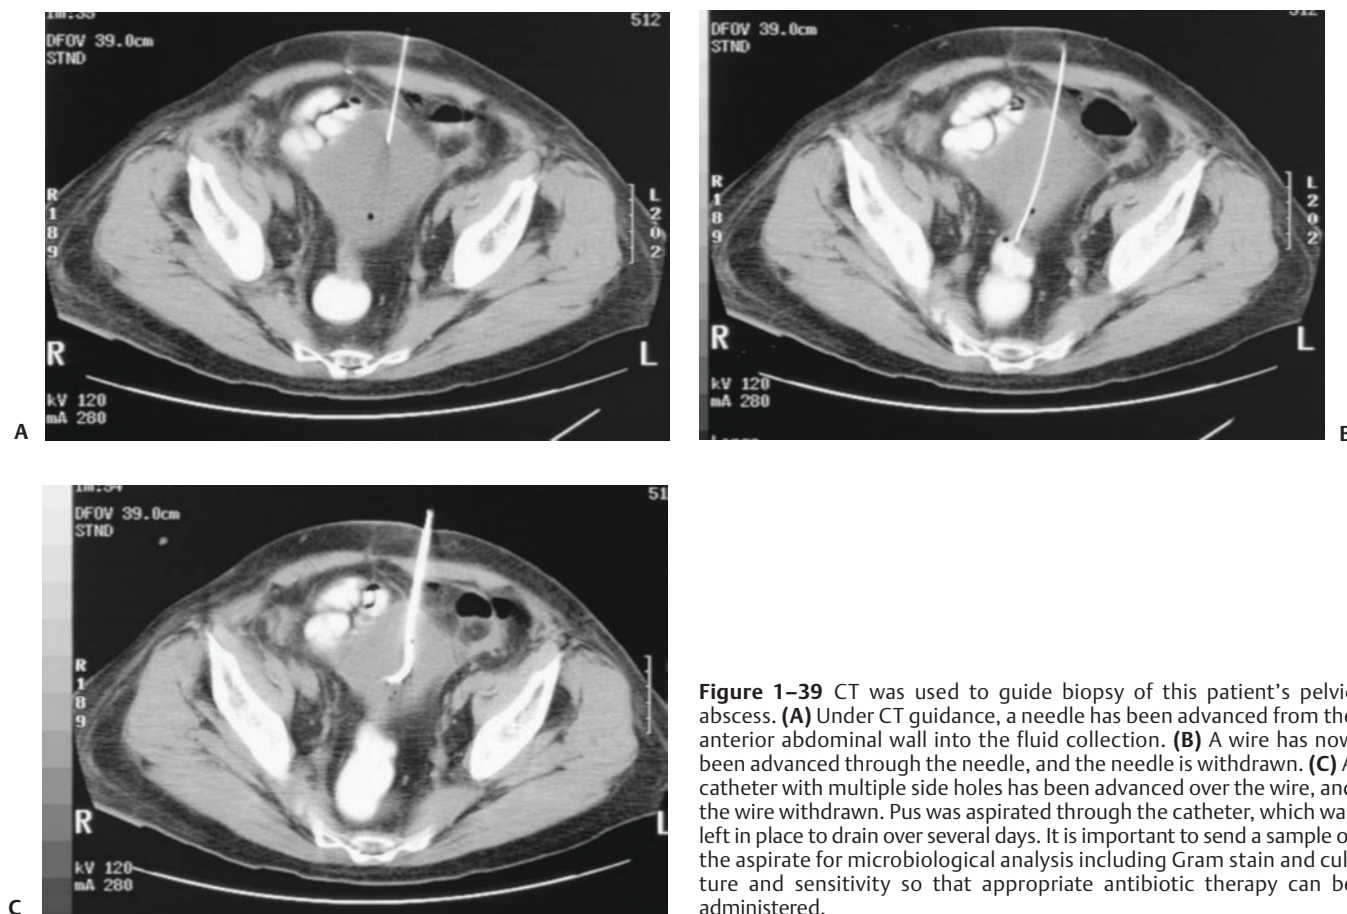 512
DFOV 39.0cm
STND
R
1
8
9
L
2
0
2
R
L
kV 120
mA 280
A
DFOV 39.0cm
STND
R
1
8
9
L
2
0
2
R
L
kV 120
mA 280
B
51
DFOV 39.0cm
STND
R
1
8
9
R
L
kV 120
mA 280
C
Figure 1–39 CT was used to guide biopsy of this patient's pelvic
abscess. (A) Under CT guidance, a needle has been advanced from the
anterior abdominal wall into the fluid collection. (B) A wire has now
been advanced through the needle, and the needle is withdrawn. (C) A
catheter with multiple side holes has been advanced over the wire, and
the wire withdrawn. Pus was aspirated through the catheter, which was
left in place to drain over several days. It is important to send a sample of
the aspirate for microbiological analysis including Gram stain and cul-
ture and sensitivity so that appropriate antibiotic therapy can be
administered.